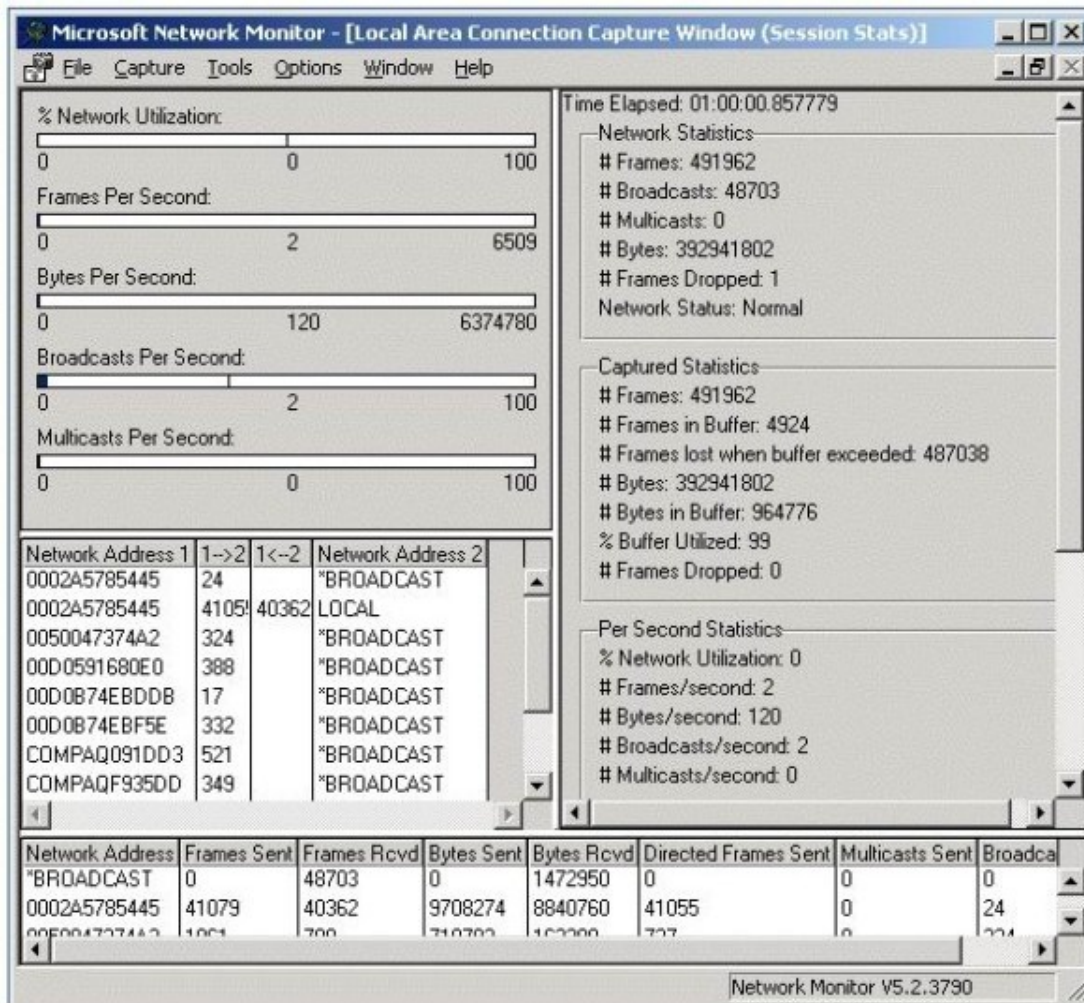 Microsoft Network Monitor - [Local Area Connection Capture Window (Session Stats)]
File Capture Tools Options Window Help
% Network Utilization:
0 0 100
Frames Per Second:
0 2 6509
Bytes Per Second:
0 120 6374780
Broadcasts Per Second:
0 2 100
Multicasts Per Second:
0 0 100
Time Elapsed: 01:00:00.857779
Network Statistics
# Frames: 491962
# Broadcasts: 48703
# Multicasts: 0
# Bytes: 392941802
# Frames Dropped: 1
Network Status: Normal
Captured Statistics
# Frames: 491962
# Frames in Buffer: 4924
# Frames lost when buffer exceeded: 487038
# Bytes: 392941802
# Bytes in Buffer: 964776
% Buffer Utilized: 99
# Frames Dropped: 0
Per Second Statistics
% Network Utilization: 0
# Frames/second: 2
# Bytes/second: 120
# Broadcasts/second: 2
# Multicasts/second: 0
Network Address 1 1-->2 1<--2 Network Address 2
0002A5785445 24 *BROADCAST
0002A5785445 4105 40362 LOCAL
0050047374A2 324 *BROADCAST
00D0591680E0 388 *BROADCAST
00D0B74EBDDB 17 *BROADCAST
00D0B74EBF5E 332 *BROADCAST
COMPAQ091DD3 521 *BROADCAST
COMPAQF935DD 349 *BROADCAST
Network Address Frames Sent Frames Rcvd Bytes Sent Bytes Rcvd Directed Frames Sent Multicasts Sent Broadca
*BROADCAST 0 48703 0 1472950 0 0 0
0002A5785445 41079 40362 9708274 8840760 41055 0 24
Network Monitor V5.2.3790